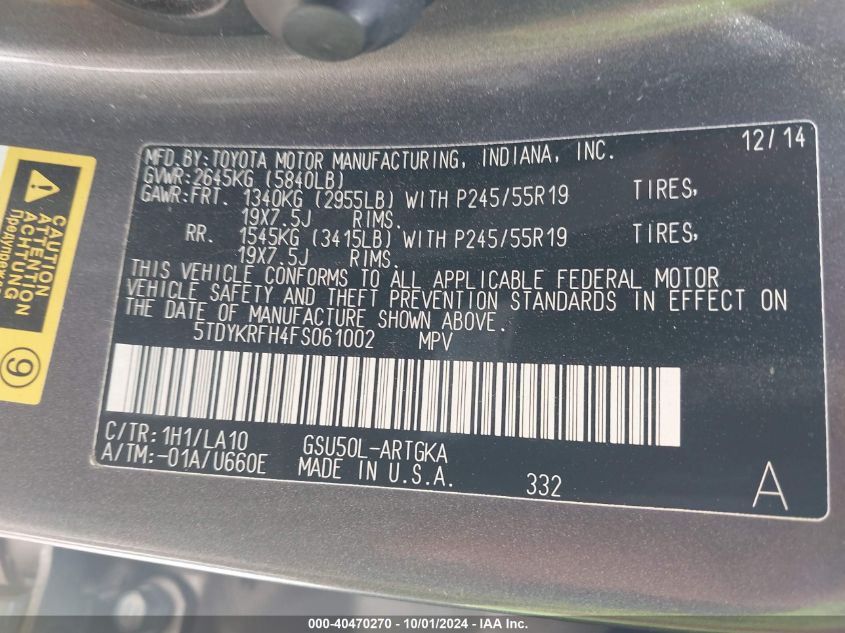 MFD.BY:TOYOTA MOTOR MANUFACTURING, INDIANA, INC. 12/14
GVWR:2645KG (5840LB)
GAWR:FRT. 1340KG (2955LB) WITH P245/55R19 TIRES,
19X7.5J RIMS.
RR. 1545KG (3415LB) WITH P245/55R19 TIRES,
19X7.5J RIMS.
THIS VEHICLE CONFORMS TO ALL APPLICABLE FEDERAL MOTOR
VEHICLE SAFETY AND THEFT PREVENTION STANDARDS IN EFFECT ON
THE DATE OF MANUFACTURE SHOWN ABOVE.
5TDYKRFH4FS061002 MPV
C/TR:1H1/LA10 GSU50L-ARTGKA
A/TM:-01A/U660E MADE IN U.S.A. 332 A
CAUTION
ATTENTION
ACHTUNG
9
000-40470270 - 10/01/2024 - IAA Inc.